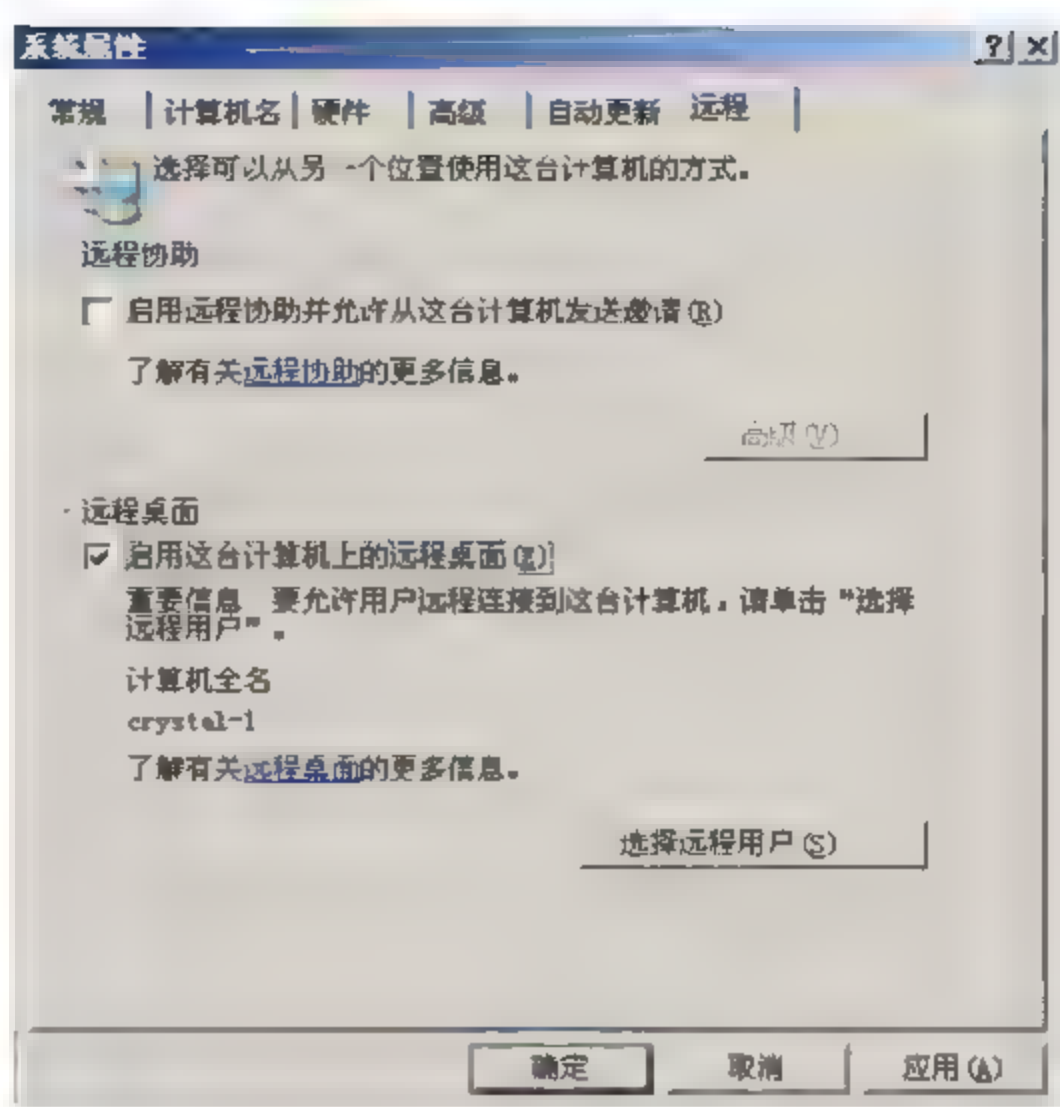 系统属性
常规 计算机名 硬件 高级 自动更新 远程
选择可以从另一个位置使用这台计算机的方式。
远程协助
启用远程协助并允许从这台计算机发送邀请(R)
了解有关远程协助的更多信息。
高级(V)
远程桌面
启用这台计算机上的远程桌面(E)
重要信息 要允许用户远程连接到这台计算机,请单击"选择
远程用户"。
计算机全名
crystal-1
了解有关远程桌面的更多信息。
选择远程用户(S)
确定 取消 应用(A)